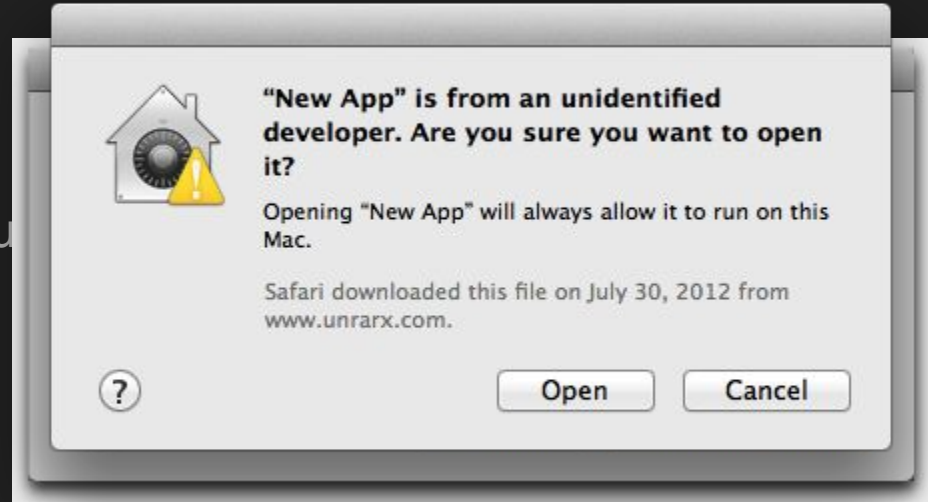 “New App” is from an unidentified
developer. Are you sure you want to open
it?
Opening “New App” will always allow it to run on this
Mac.
Safari downloaded this file on July 30, 2012 from
www.unrarx.com.
?
Open
Cancel